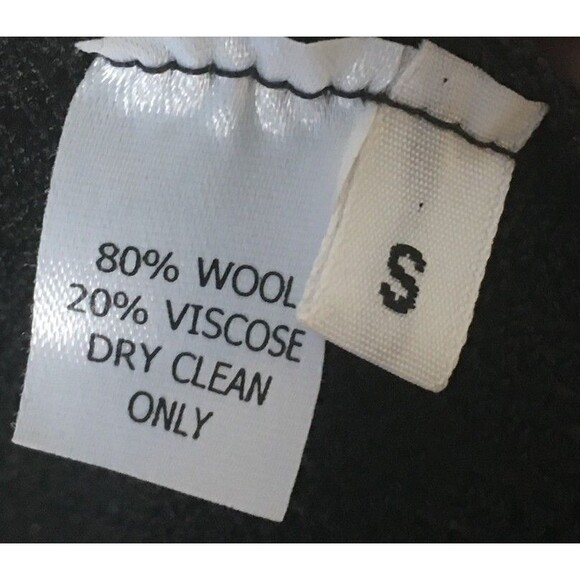 80% WOOL
20% VISCOSE
DRY CLEAN
ONLY
S